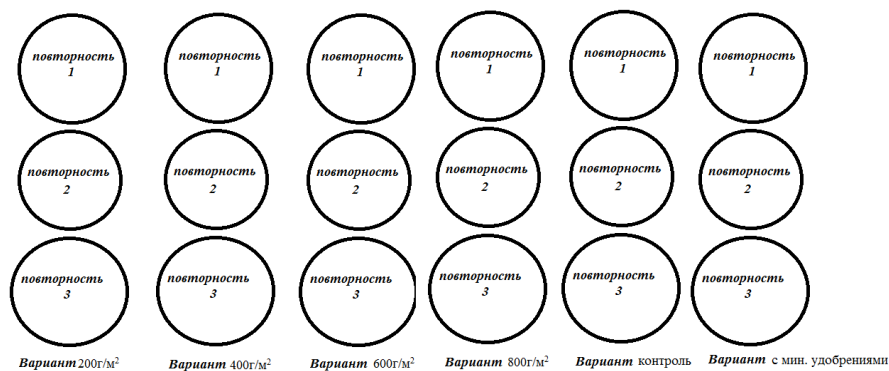 повторность повторность повторность повторность повторность повторность
1 1 1 1 1 1
повторность повторность повторность повторность повторность повторность
2 2 2 2 2 2
повторность повторность повторность повторность повторность повторность
3 3 3 3 3 3
Вариант 200г/м² Вариант 400г/м² Вариант 600г/м² Вариант 800г/м² Вариант контроль Вариант с мин. удобрениями